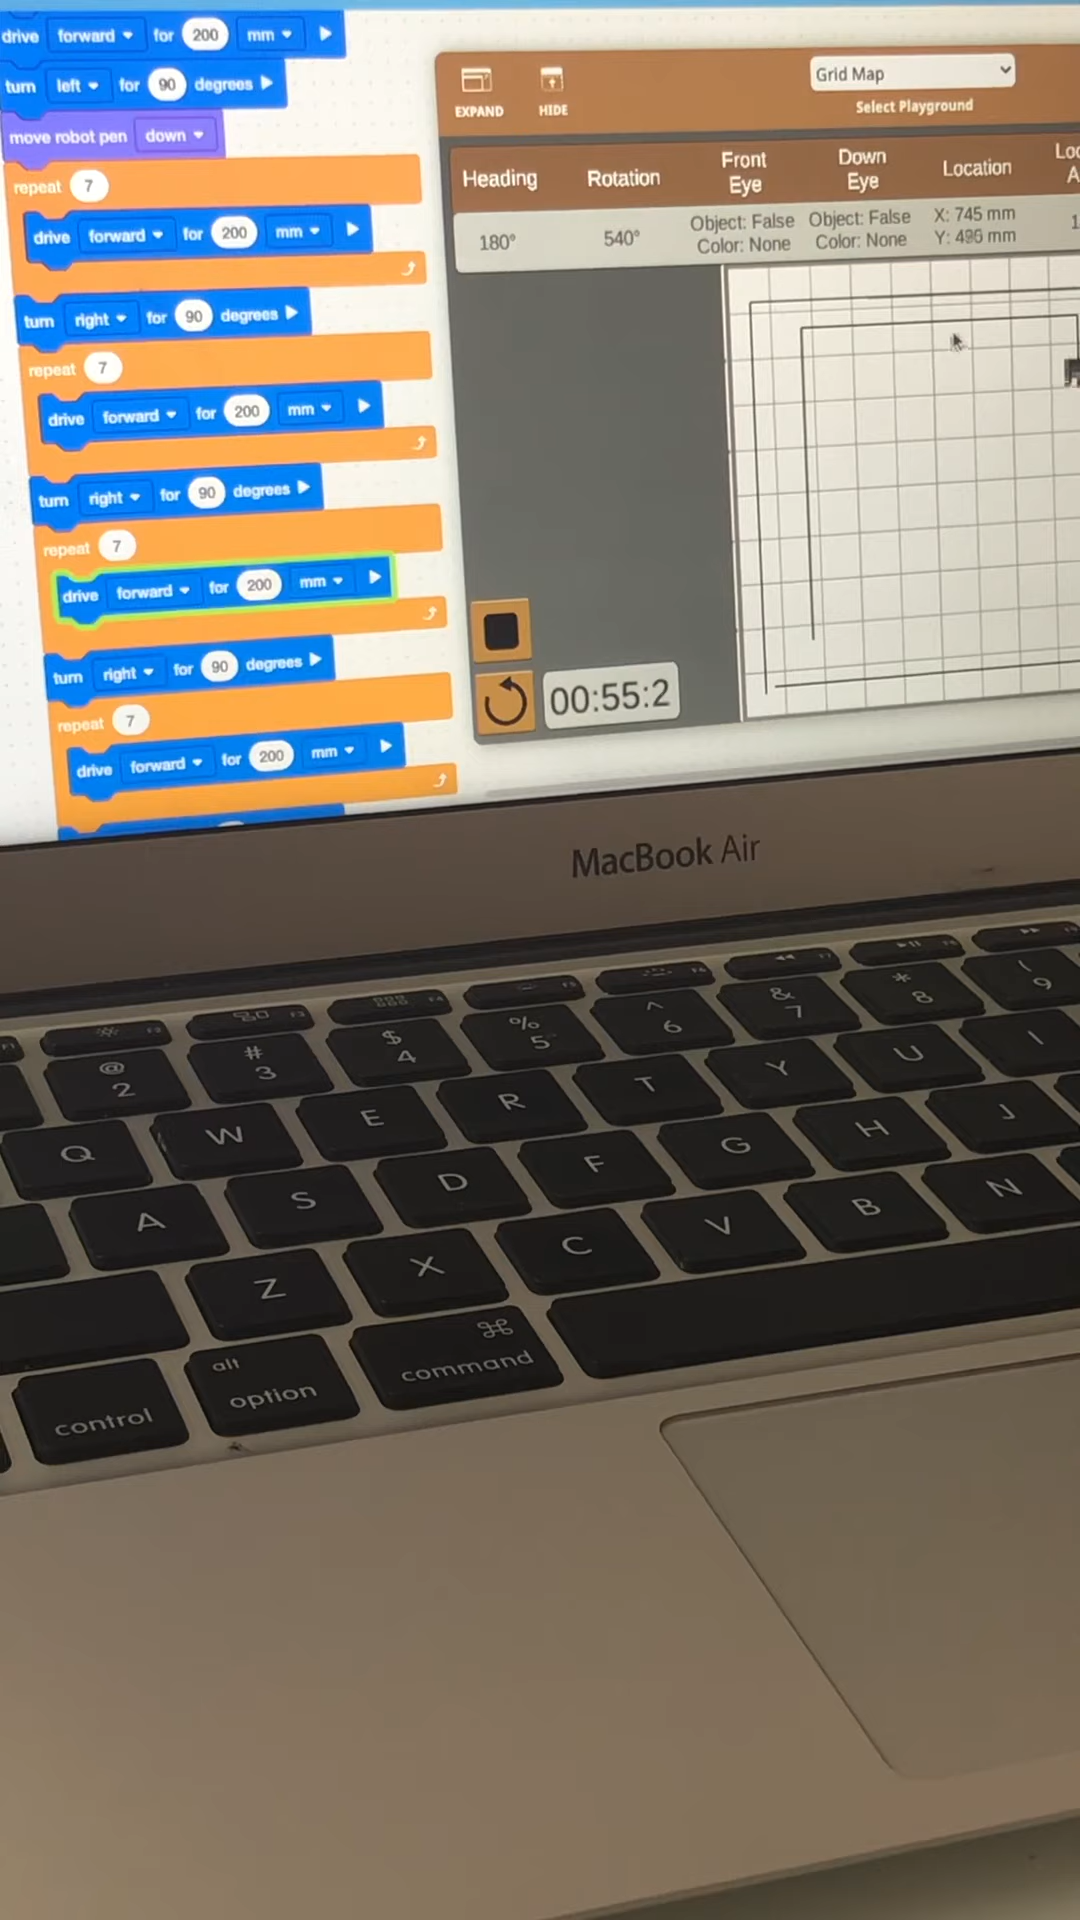 drive forward for 200 mm
turn left for 90 degrees
move robot pen down
repeat 7
drive forward for 200 mm
turn right for 90 degrees
repeat 7
drive forward for 200 mm
turn right for 90 degrees
repeat 7
drive forward for 200 mm
turn right for 90 degrees
repeat 7
drive forward for 200 mm
EXPAND
HIDE
Grid Map
Select Playground
Heading
Rotation
Front Eye
Down Eye
Location
180°
540°
Object: False
Color: None
Object: False
Color: None
X: 745 mm
Y: 496 mm
00:55:2
MacBook Air
F2 F3 F4 F5 F6 F7
@ # $ % ^ & * (
2 3 4 5 6 7 8 9
Q W E R T Y U I
A S D F G H J
Z X C V B N
control
alt
option
⌘
command